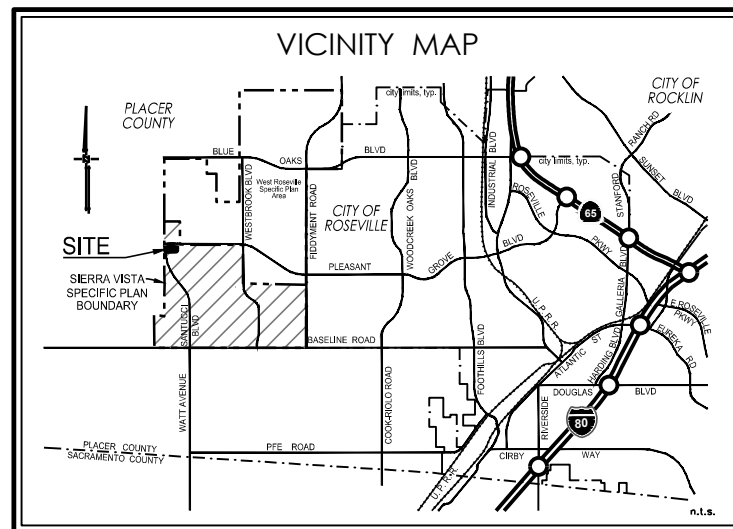 VICINITY MAP
PLACER
COUNTY
city limits, typ.
CITY OF
ROCKLIN
RANCH RD
SUNSET BLVD
BLUE OAKS BLVD
city limits, typ.
INDUSTRIAL BLVD
STANFORD
West Roseville
Specific Plan
Area
WESTBROOK BLVD
FIDDYMENT ROAD
CITY OF
ROSEVILLE
WOODCREEK OAKS BLVD
ROSEVILLE PKWY
65
SITE
PLEASANT GROVE BLVD
SIERRA VISTA
SPECIFIC PLAN
BOUNDARY
SANTUCCI
BLVD
U.P.R.R.
GALLERIA BLVD
E ROSEVILLE
PKWY
BASELINE ROAD
ATLANTIC ST
HARDING BLVD
EUREKA RD
WATT AVENUE
COOK-RIOLO ROAD
FOOTHILLS BLVD
DOUGLAS BLVD
RIVERSIDE
80
PLACER COUNTY
SACRAMENTO COUNTY
PFE ROAD
U.P.R.R.
CIRBY WAY
n.t.s.